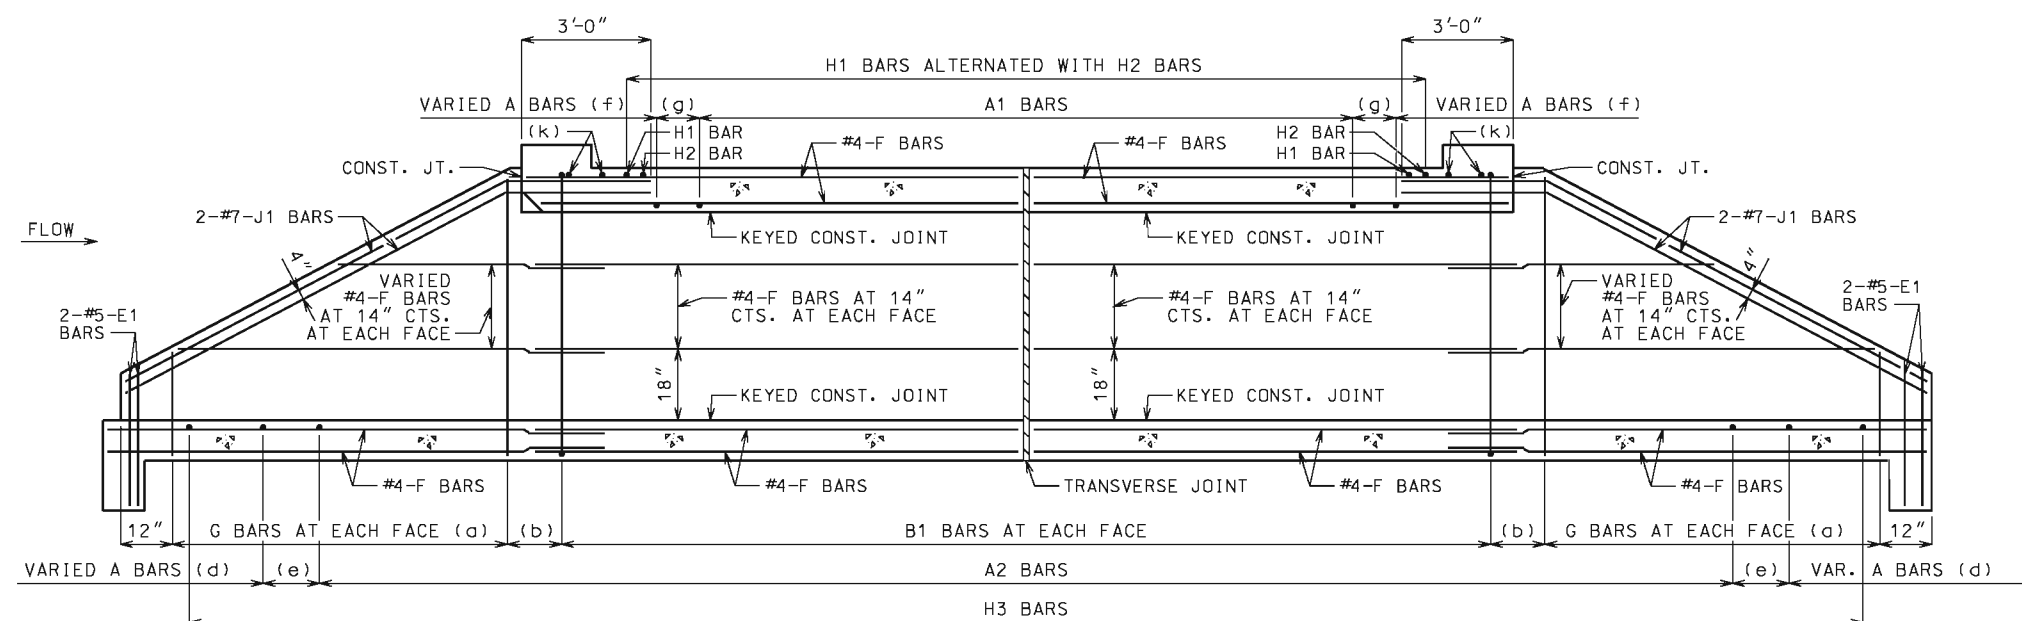 3'-0" 3'-0"
H1 BARS ALTERNATED WITH H2 BARS
VARIED A BARS (f) (g) A1 BARS (g) VARIED A BARS (f)
(k) H1 BAR #4-F BARS #4-F BARS H2 BAR (k)
H2 BAR H1 BAR
CONST. JT. CONST. JT.
2-#7-J1 BARS 2-#7-J1 BARS
FLOW
KEYED CONST. JOINT KEYED CONST. JOINT
4" 4"
VARIED
#4-F BARS
AT 14" CTS.
AT EACH FACE
#4-F BARS AT 14"
CTS. AT EACH FACE
#4-F BARS AT 14"
CTS. AT EACH FACE
VARIED
#4-F BARS
AT 14" CTS.
AT EACH FACE
2-#5-E1
BARS
2-#5-E1
BARS
18" 18"
KEYED CONST. JOINT KEYED CONST. JOINT
#4-F BARS #4-F BARS TRANSVERSE JOINT #4-F BARS #4-F BARS
12" G BARS AT EACH FACE (a) (b) B1 BARS AT EACH FACE (b) G BARS AT EACH FACE (a) 12"
VARIED A BARS (d) (e) A2 BARS (e) VAR. A BARS (d)
H3 BARS